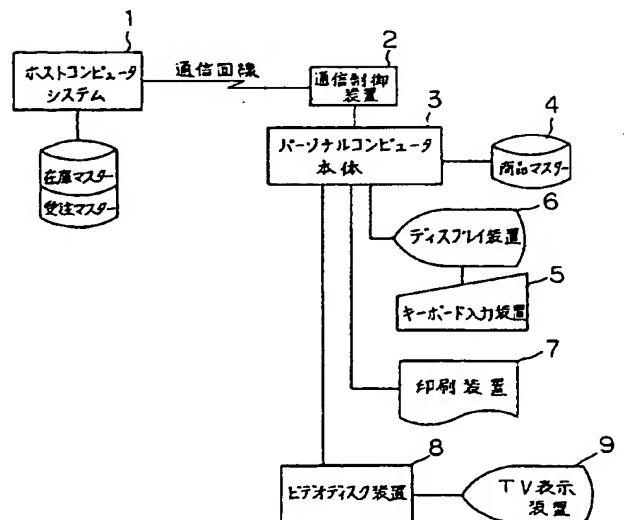 1
ホストコンピュータ
システム
通信回線
2
通信制御
装置
3
パーソナルコンピュータ
本体
4
商品マスター
在庫マスター
受注マスター
6
ディスプレイ装置
5
キーボード入力装置
7
印刷装置
8
ビデオディスク装置
9
TV表示
装置